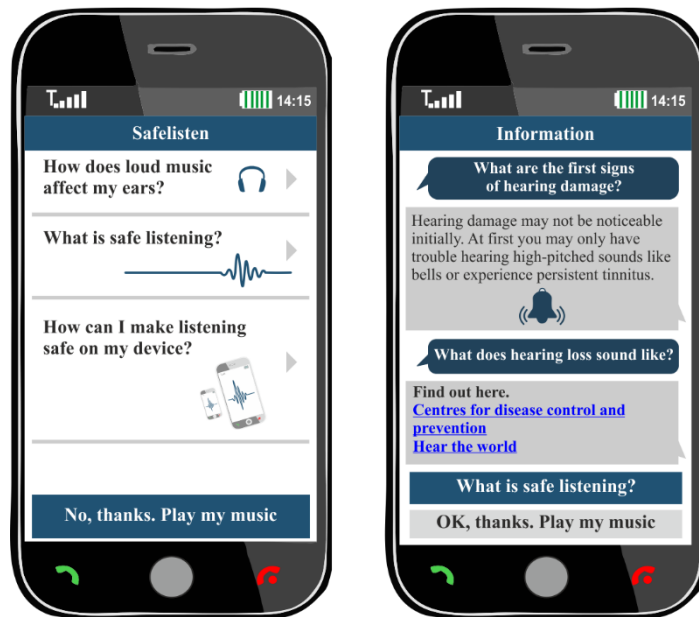 14:15
Safelisten
How does loud music
affect my ears?
What is safe listening?
How can I make listening
safe on my device?
No, thanks. Play my music
14:15
Information
What are the first signs
of hearing damage?
Hearing damage may not be noticeable
initially. At first you may only have
trouble hearing high-pitched sounds like
bells or experience persistent tinnitus.
What does hearing loss sound like?
Find out here.
Centres for disease control and
prevention
Hear the world
What is safe listening?
OK, thanks. Play my music